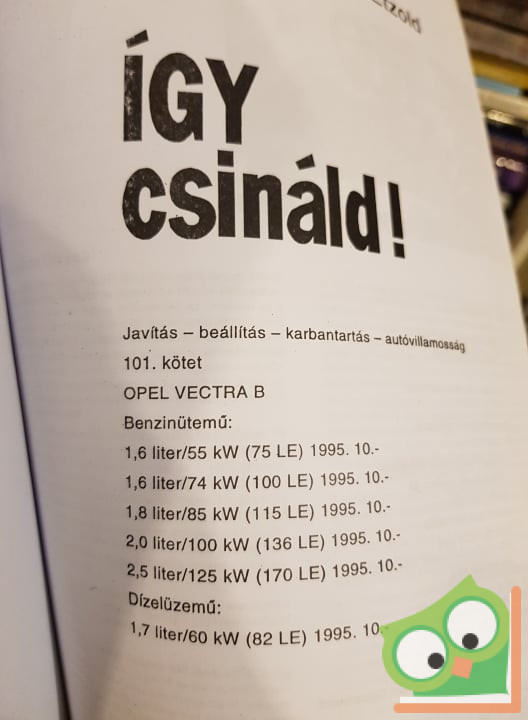 Etzold
ÍGY
csináld!
Javítás – beállítás – karbantartás – autóvillamosság
101. kötet
OPEL VECTRA B
Benzinütemű:
1,6 liter/55 kW (75 LE) 1995. 10.-
1,6 liter/74 kW (100 LE) 1995. 10.-
1,8 liter/85 kW (115 LE) 1995. 10.-
2,0 liter/100 kW (136 LE) 1995. 10.-
2,5 liter/125 kW (170 LE) 1995. 10.-
Dízelüzemű:
1,7 liter/60 kW (82 LE) 1995. 10.-